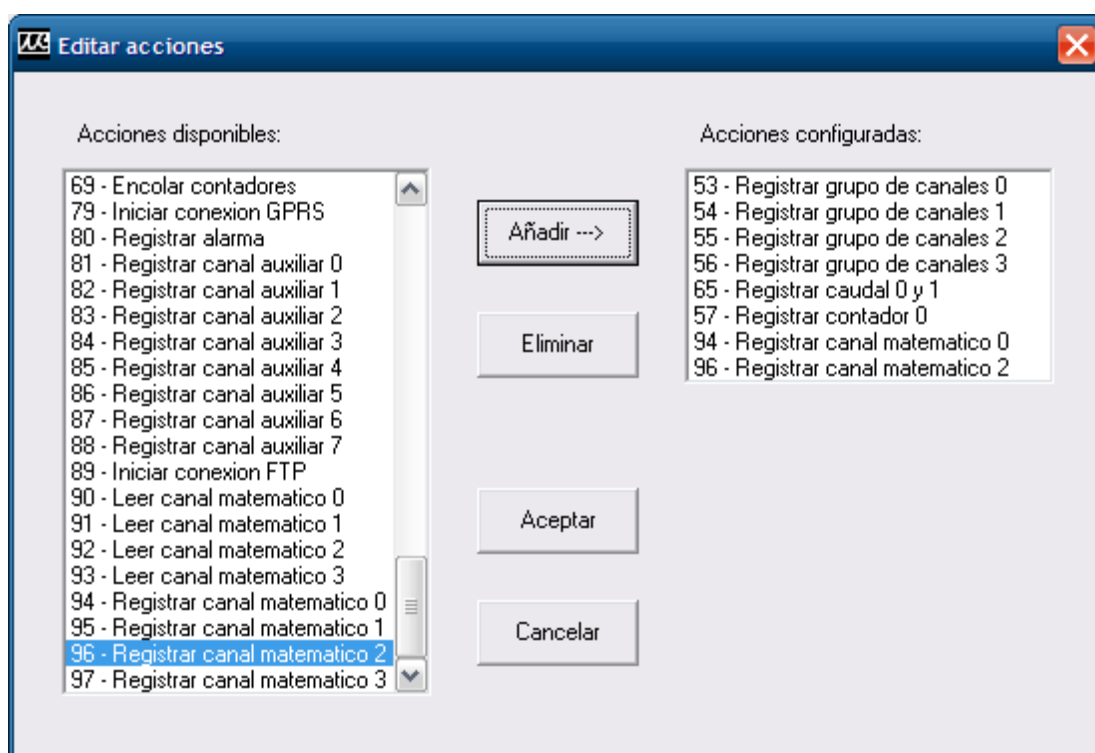 Editar acciones
Acciones disponibles:
69 - Encolar contadores
79 - Iniciar conexion GPRS
80 - Registrar alarma
81 - Registrar canal auxiliar 0
82 - Registrar canal auxiliar 1
83 - Registrar canal auxiliar 2
84 - Registrar canal auxiliar 3
85 - Registrar canal auxiliar 4
86 - Registrar canal auxiliar 5
87 - Registrar canal auxiliar 6
88 - Registrar canal auxiliar 7
89 - Iniciar conexion FTP
90 - Leer canal matematico 0
91 - Leer canal matematico 1
92 - Leer canal matematico 2
93 - Leer canal matematico 3
94 - Registrar canal matematico 0
95 - Registrar canal matematico 1
96 - Registrar canal matematico 2
97 - Registrar canal matematico 3
Añadir --->
Eliminar
Aceptar
Cancelar
Acciones configuradas:
53 - Registrar grupo de canales 0
54 - Registrar grupo de canales 1
55 - Registrar grupo de canales 2
56 - Registrar grupo de canales 3
65 - Registrar caudal 0 y 1
57 - Registrar contador 0
94 - Registrar canal matematico 0
96 - Registrar canal matematico 2